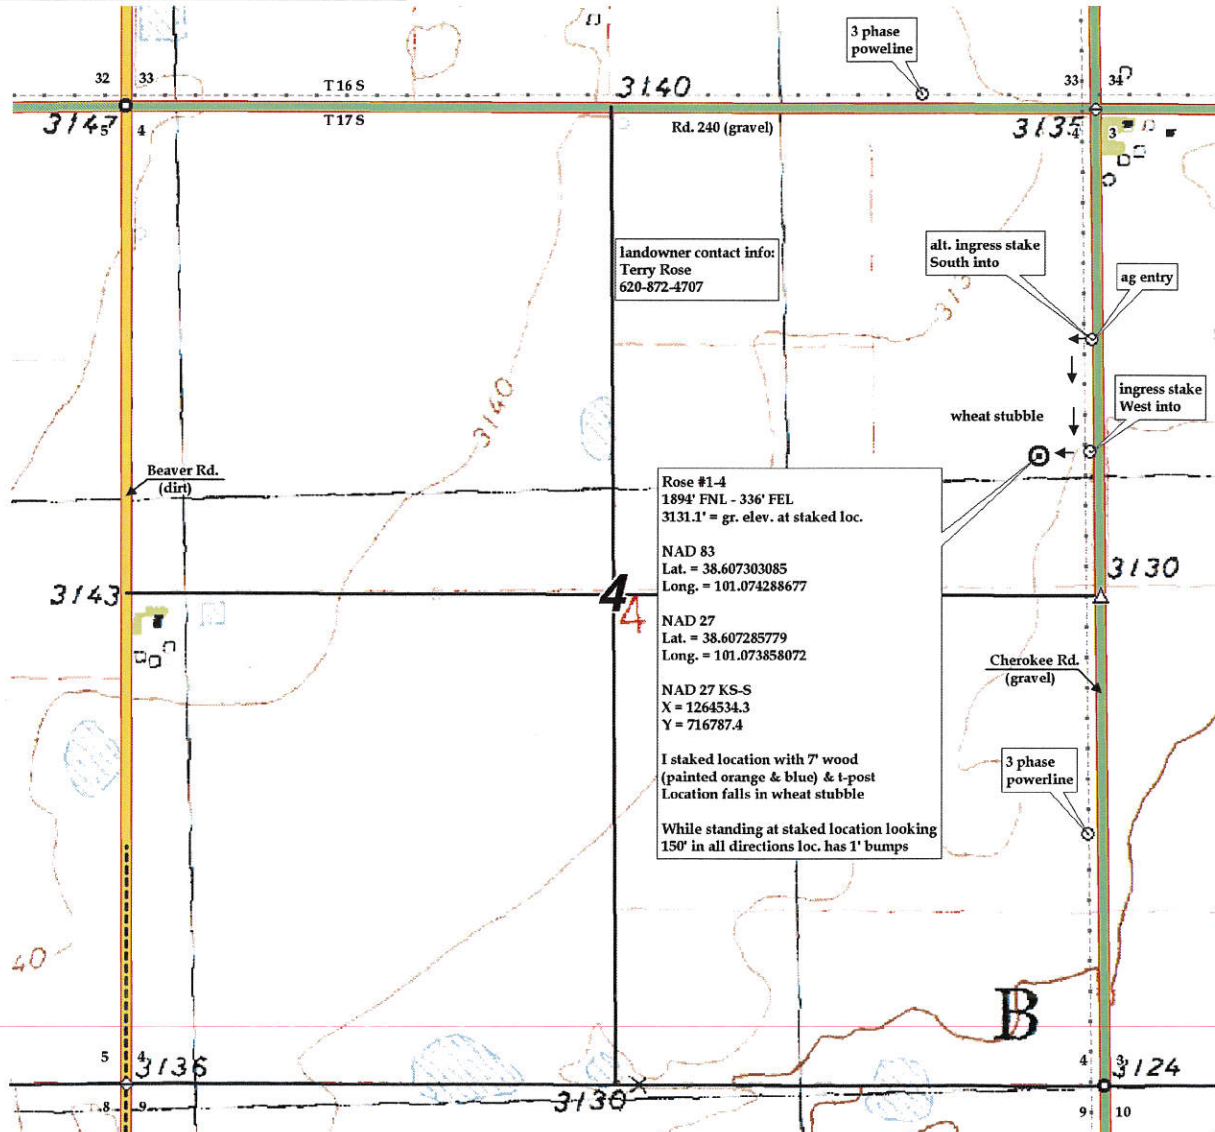 3 phase
poweline
32 33
T16 S
3140
33 34
3147
5 4
T17S
Rd. 240 (gravel)
3135
4 3
landowner contact info:
Terry Rose
620-872-4707
alt. ingress stake
South into
ag entry
313
3140
ingress stake
West into
wheat stubble
Beaver Rd.
(dirt)
Rose #1-4
1894' FNL - 336' FEL
3131.1' = gr. elev. at staked loc.
NAD 83
Lat. = 38.607303085
Long. = 101.074288677
NAD 27
Lat. = 38.607285779
Long. = 101.073858072
NAD 27 KS-S
X = 1264534.3
Y = 716787.4
I staked location with 7' wood
(painted orange & blue) & t-post
Location falls in wheat stubble
While standing at staked location looking
150' in all directions loc. has 1' bumps
3143
4
4
3130
Cherokee Rd.
(gravel)
3 phase
powerline
40
B
5 4
3136
4 3
3124
3130
8 9
9 10